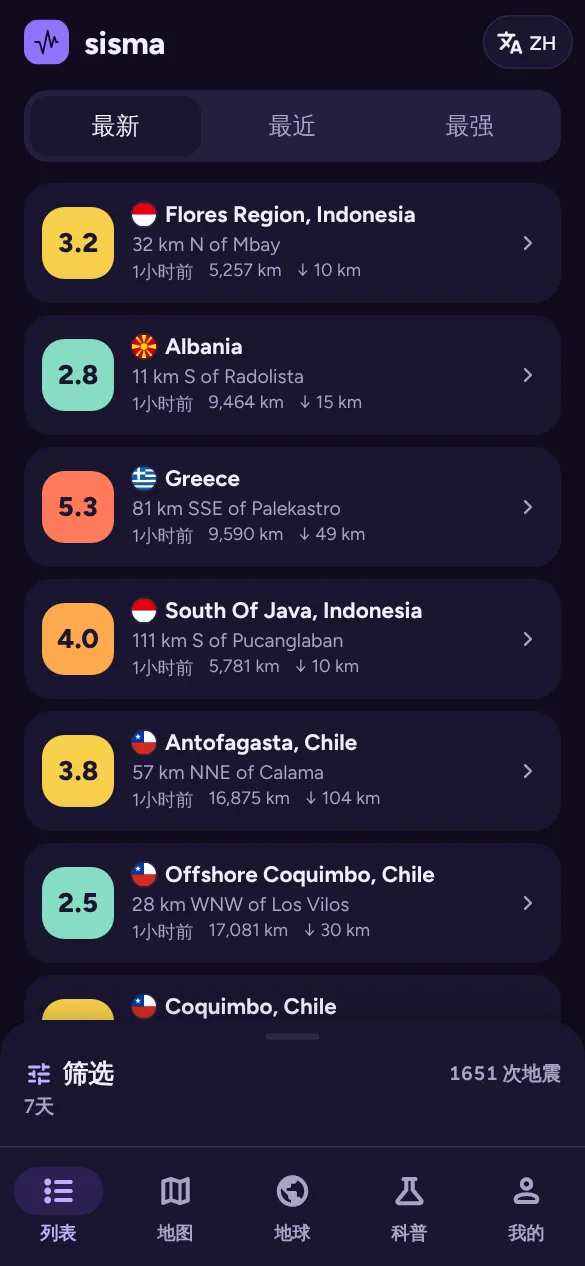 sisma
ZH
最新
最近
最强
3.2
Flores Region, Indonesia
32 km N of Mbay
1小时前 5,257 km ↓ 10 km
2.8
Albania
11 km S of Radolista
1小时前 9,464 km ↓ 15 km
5.3
Greece
81 km SSE of Palekastro
1小时前 9,590 km ↓ 49 km
4.0
South Of Java, Indonesia
111 km S of Pucanglaban
1小时前 5,781 km ↓ 10 km
3.8
Antofagasta, Chile
57 km NNE of Calama
1小时前 16,875 km ↓ 104 km
2.5
Offshore Coquimbo, Chile
28 km WNW of Los Vilos
1小时前 17,081 km ↓ 30 km
Coquimbo, Chile
筛选
1651 次地震
7天
列表
地图
地球
科普
我的